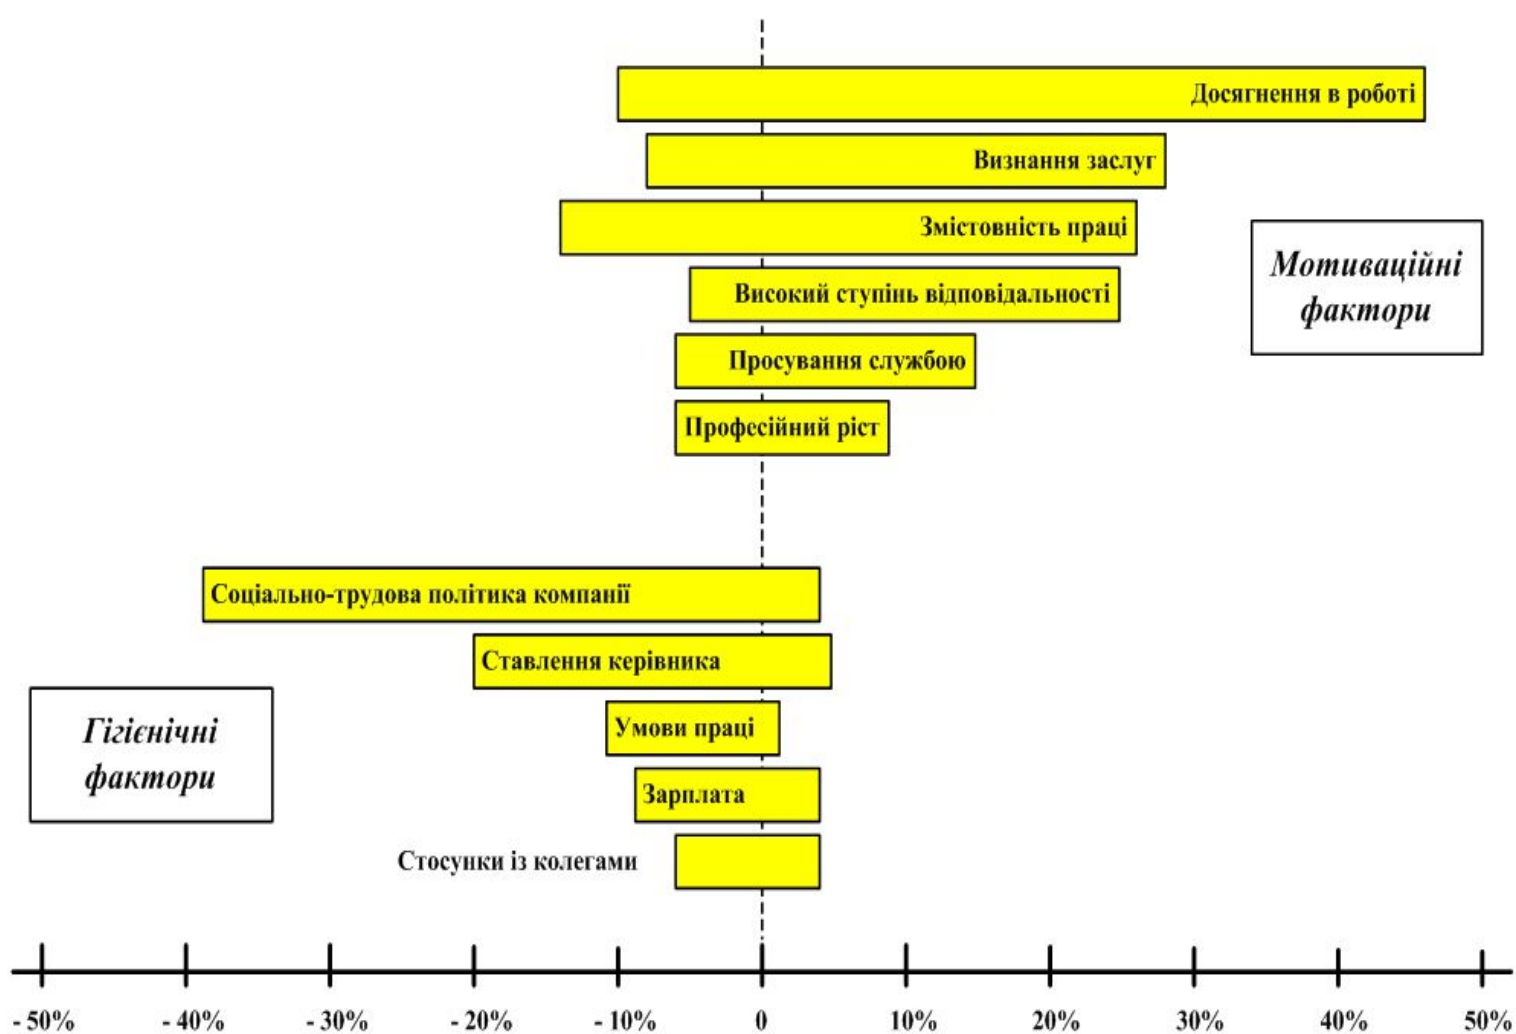 Досягнення в роботі
Визнання заслуг
Змістовність праці
Високий ступінь відповідальності
Просування службою
Професійний ріст
Мотиваційні
фактори
Соціально-трудова політика компанії
Ставлення керівника
Умови праці
Зарплата
Стосунки із колегами
Гігієнічні
фактори
- 50% - 40% - 30% - 20% - 10% 0 10% 20% 30% 40% 50%